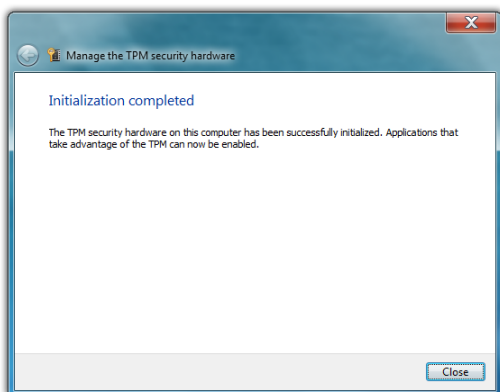 Manage the TPM security hardware
Initialization completed
The TPM security hardware on this computer has been successfully initialized. Applications that
take advantage of the TPM can now be enabled.
Close